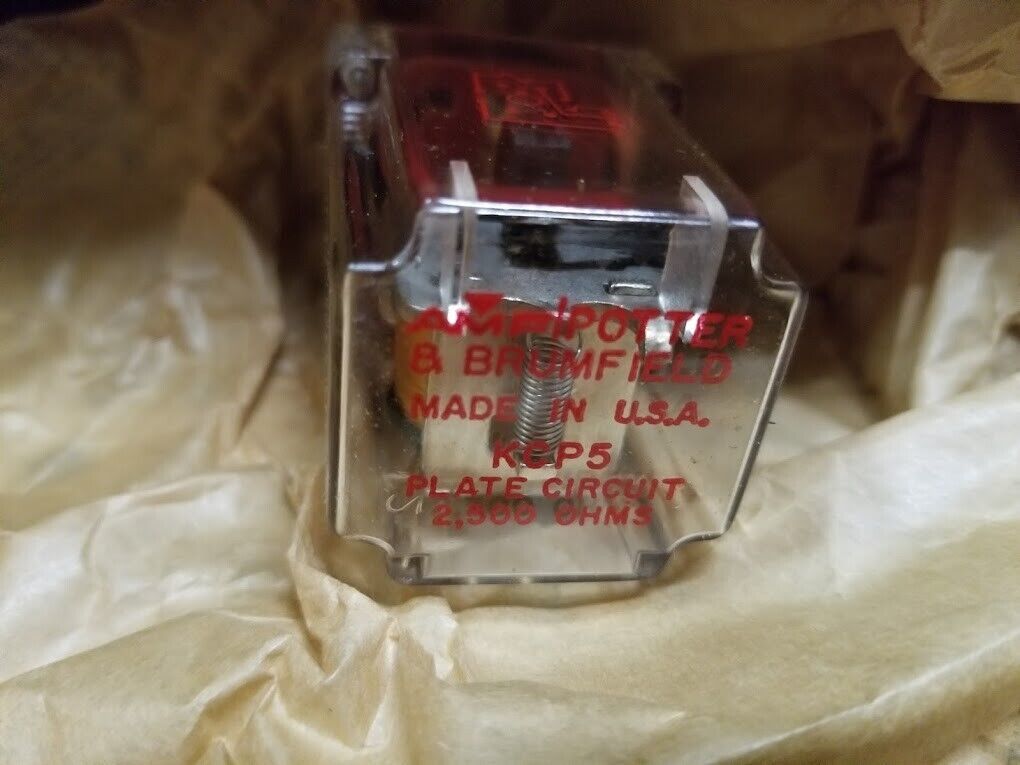 AMP/POTTER
& BRUMFIELD
MADE IN U.S.A.
KCP5
PLATE CIRCUIT
2,500 OHMS